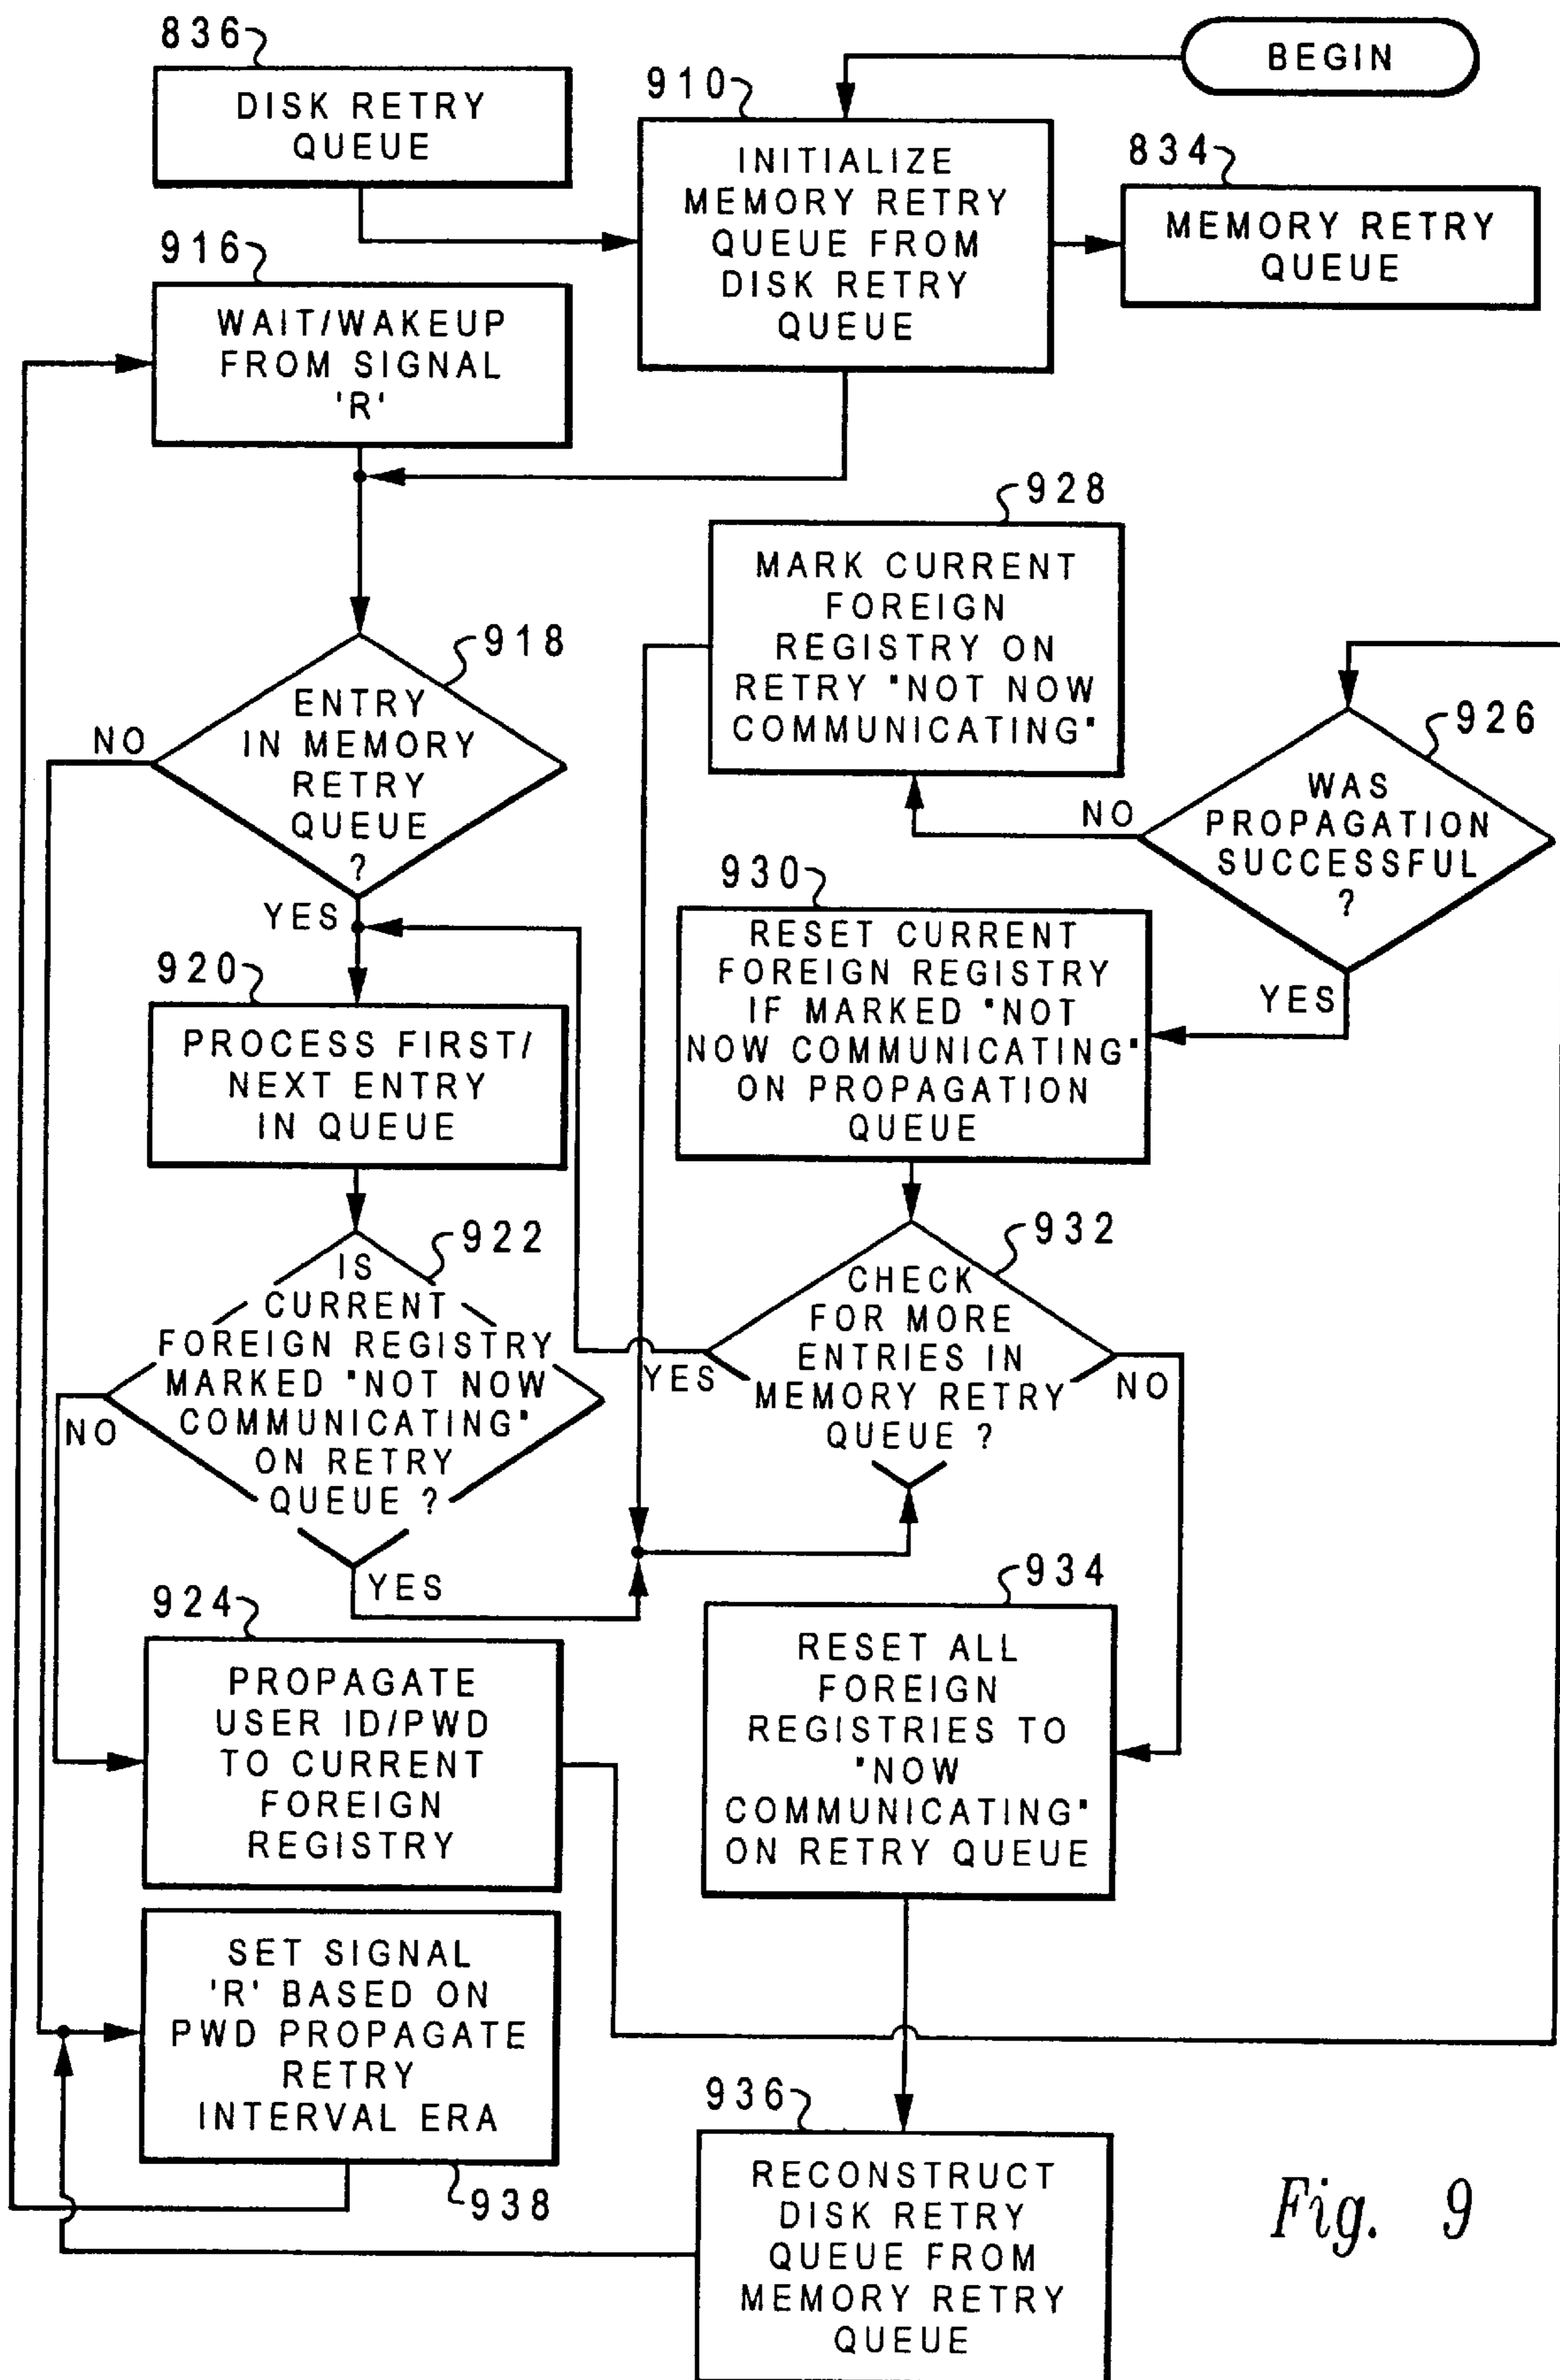 836
DISK RETRY
QUEUE
BEGIN
910
INITIALIZE
MEMORY RETRY
QUEUE FROM
DISK RETRY
QUEUE
834
MEMORY RETRY
QUEUE
916
WAIT/WAKEUP
FROM SIGNAL
'R'
918
ENTRY
IN MEMORY
RETRY
QUEUE
?
NO
YES
928
MARK CURRENT
FOREIGN
REGISTRY ON
RETRY "NOT NOW
COMMUNICATING"
926
WAS
PROPAGATION
SUCCESSFUL
?
NO
YES
920
PROCESS FIRST/
NEXT ENTRY
IN QUEUE
930
RESET CURRENT
FOREIGN REGISTRY
IF MARKED "NOT
NOW COMMUNICATING"
ON PROPAGATION
QUEUE
922
IS
CURRENT
FOREIGN REGISTRY
MARKED "NOT NOW
COMMUNICATING"
ON RETRY
QUEUE ?
NO
YES
932
CHECK
FOR MORE
ENTRIES IN
MEMORY RETRY
QUEUE ?
YES
NO
924
PROPAGATE
USER ID/PWD
TO CURRENT
FOREIGN
REGISTRY
934
RESET ALL
FOREIGN
REGISTRIES TO
"NOW
COMMUNICATING"
ON RETRY QUEUE
SET SIGNAL
'R' BASED ON
PWD PROPAGATE
RETRY
INTERVAL ERA
938
936
RECONSTRUCT
DISK RETRY
QUEUE FROM
MEMORY RETRY
QUEUE
Fig. 9